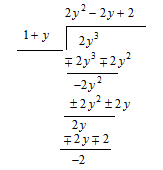 2y² − 2y + 2
1 + y
2y³
∓ 2y³ ∓ 2y²
−2y²
± 2y² ± 2y
2y
∓ 2y ∓ 2
−2